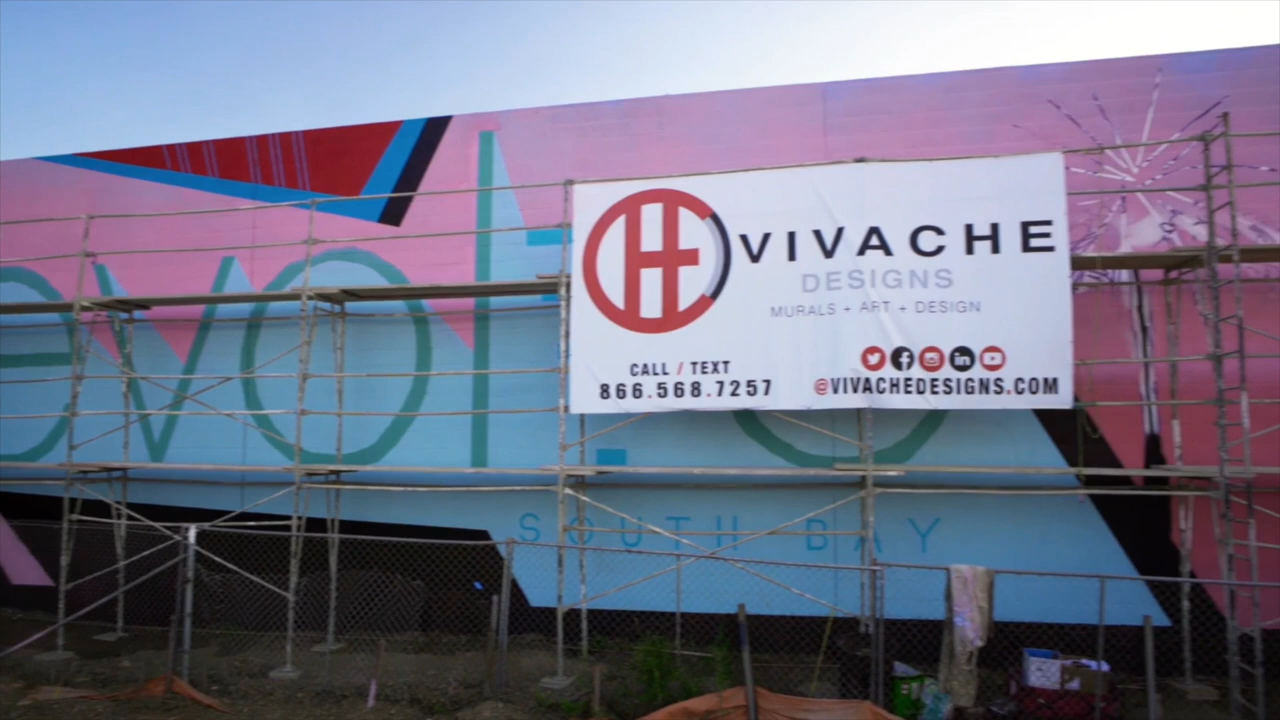 VIVACHE
DESIGNS
MURALS + ART + DESIGN
CALL / TEXT
866.568.7257
@VIVACHEDESIGNS.COM
SOUTH BAY